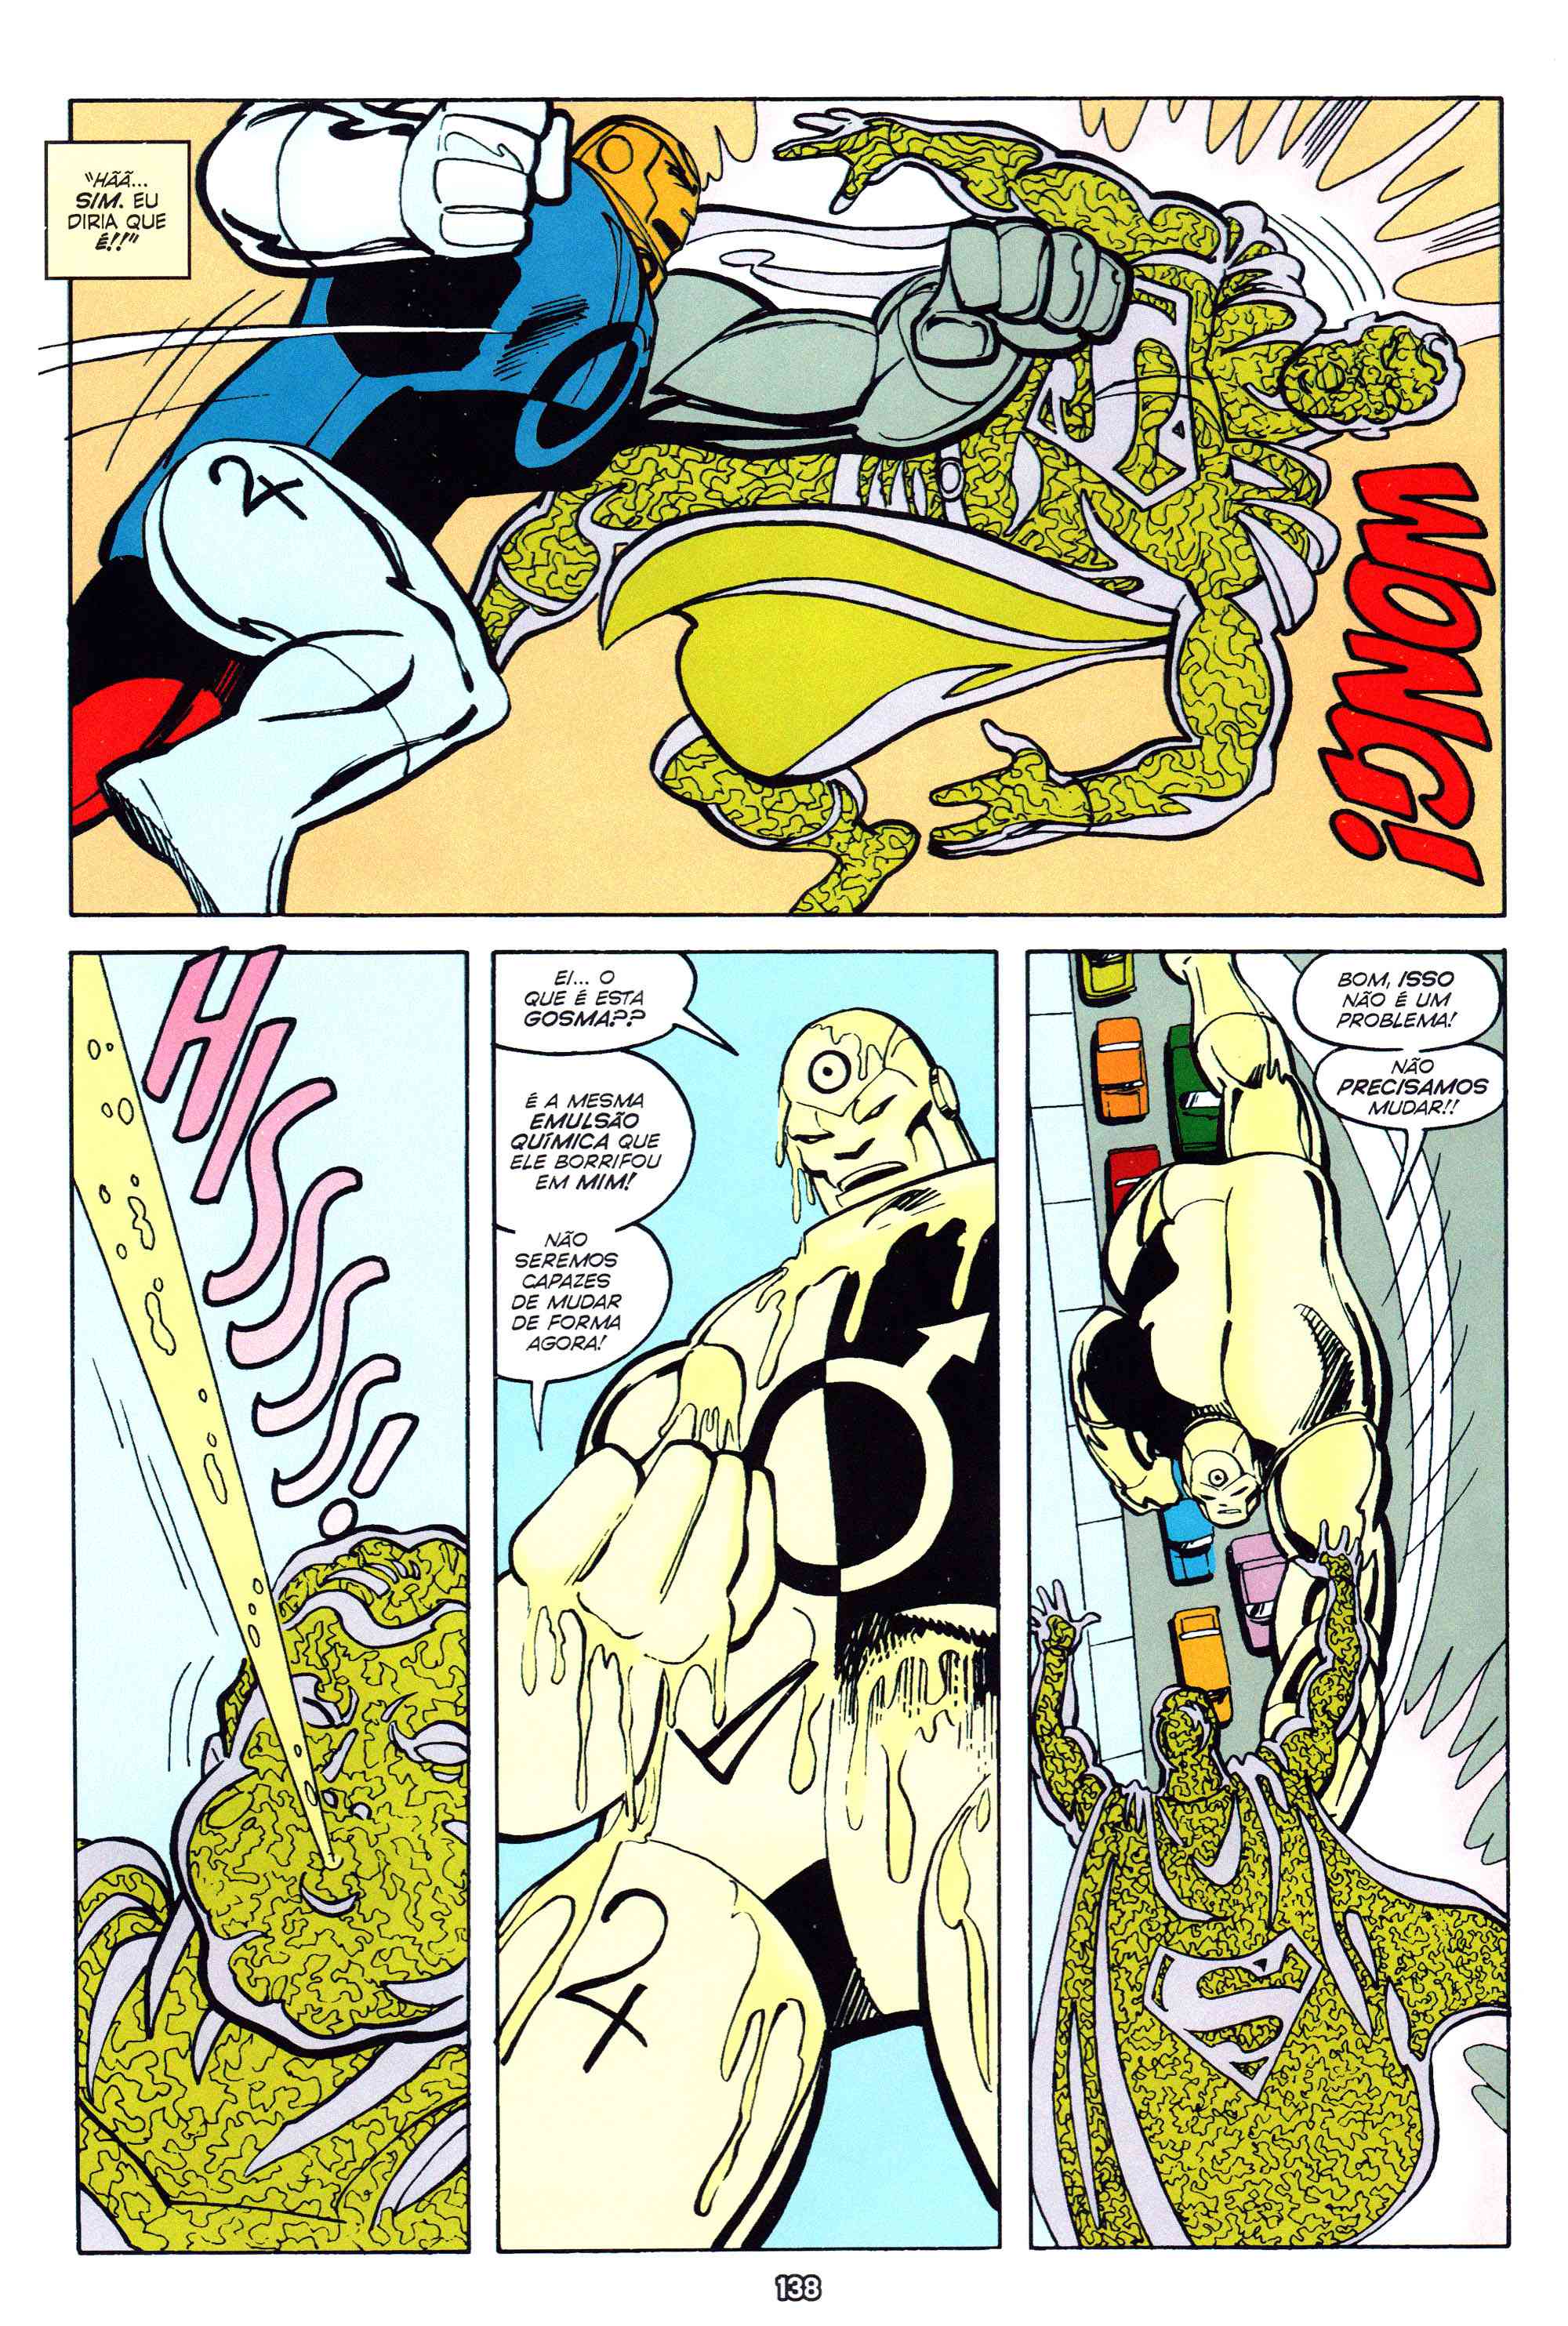 "HÃÃ...
SIM. EU
DIRIA QUE
É!!"
WONG!
HISSSSS!
EI... O
QUE É ESTA
GOSMA??
É A MESMA
EMULSÃO
QUÍMICA QUE
ELE BORRIFOU
EM MIM!
NÃO
SEREMOS
CAPAZES
DE MUDAR
DE FORMA
AGORA!
BOM, ISSO
NÃO É UM
PROBLEMA!
NÃO
PRECISAMOS
MUDAR!!
S
138